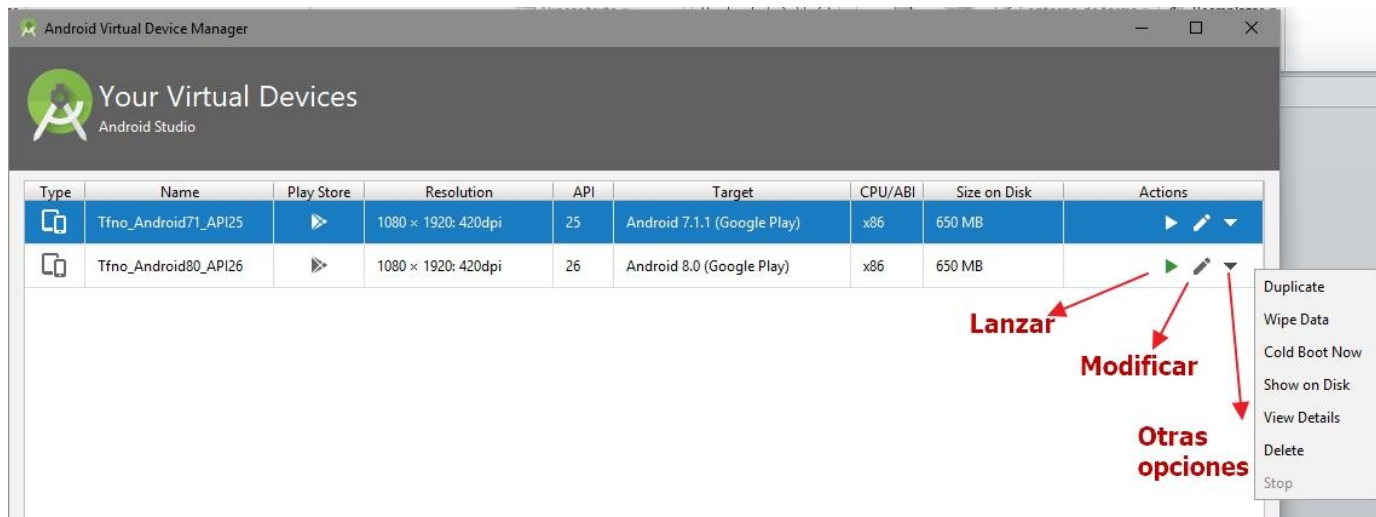 Android Virtual Device Manager
Your Virtual Devices
Android Studio
Type Name Play Store Resolution API Target CPU/ABI Size on Disk Actions
Tfno_Android71_API25 1080 × 1920: 420dpi 25 Android 7.1.1 (Google Play) x86 650 MB
Tfno_Android80_API26 1080 × 1920: 420dpi 26 Android 8.0 (Google Play) x86 650 MB
Lanzar
Modificar
Otras
opciones
Duplicate
Wipe Data
Cold Boot Now
Show on Disk
View Details
Delete
Stop